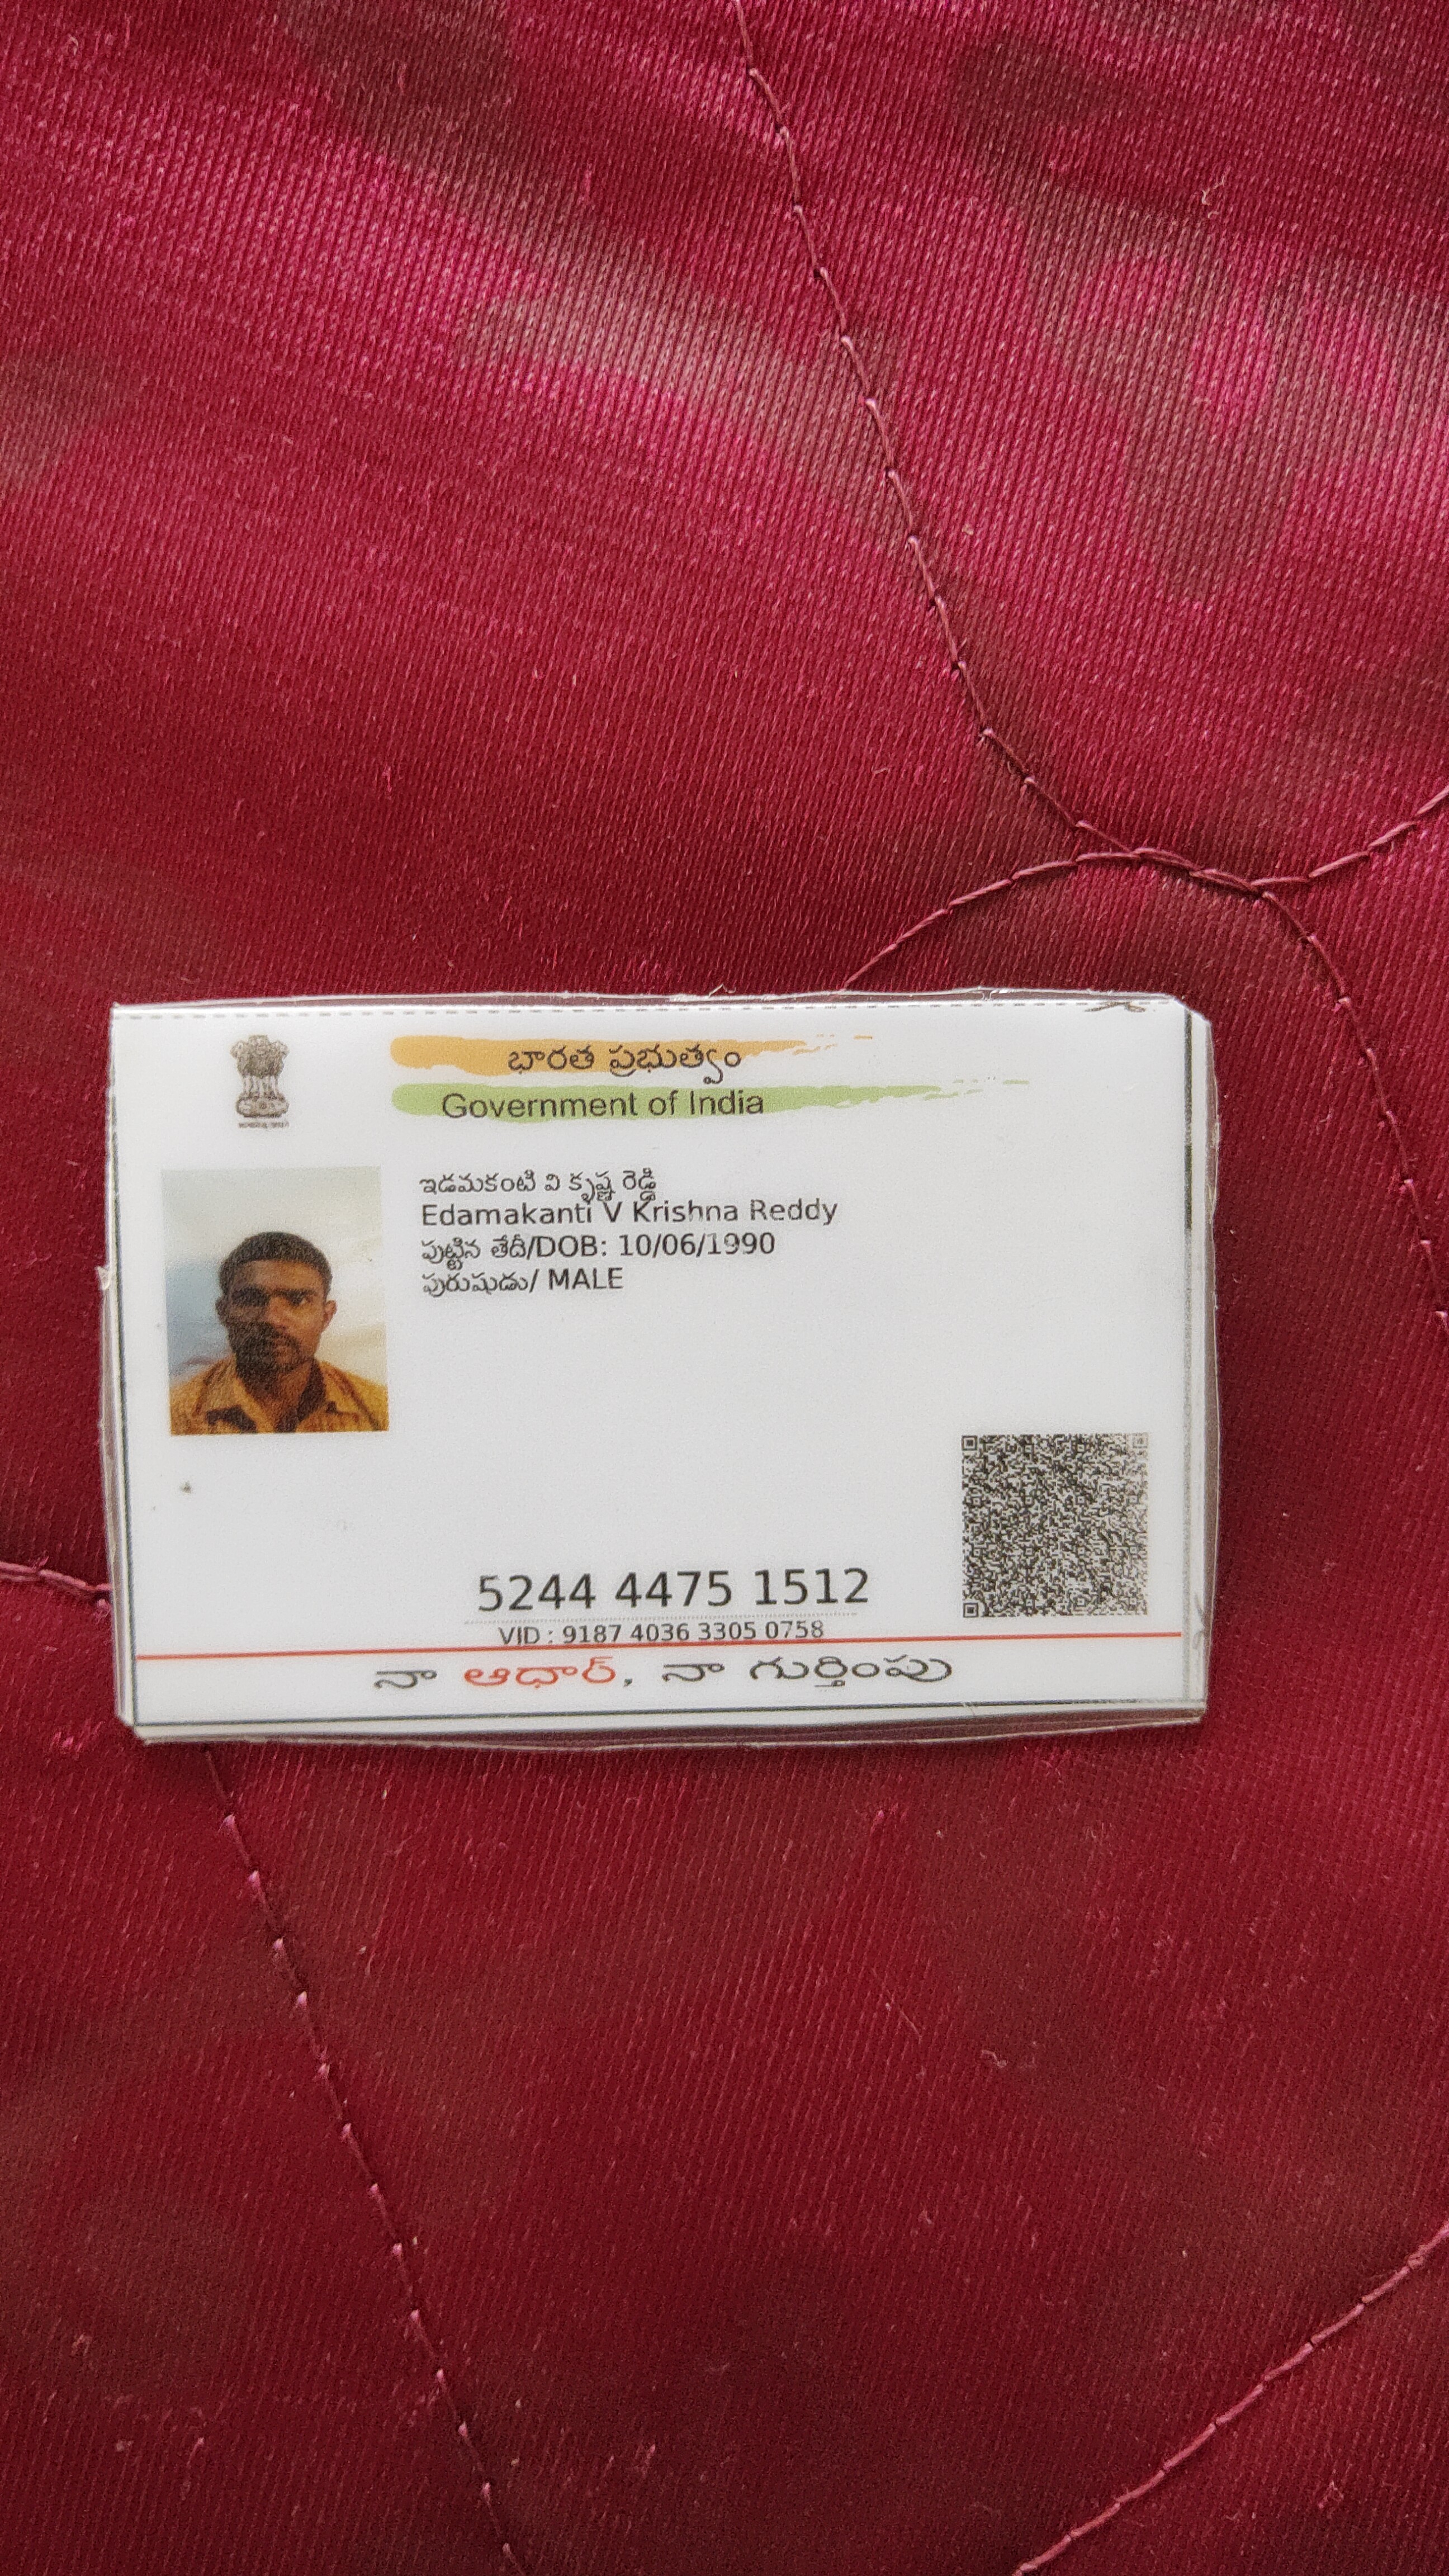 భారత ప్రభుత్వం
Government of India
ఇడమకంటి వి కృష్ణ రెడ్డి
Edamakanti V Krishna Reddy
పుట్టిన తేదీ/DOB: 10/06/1990
పురుషుడు/ MALE
5244 4475 1512
VID : 9187 4036 3305 0758
నా ఆధార్, నా గుర్తింపు